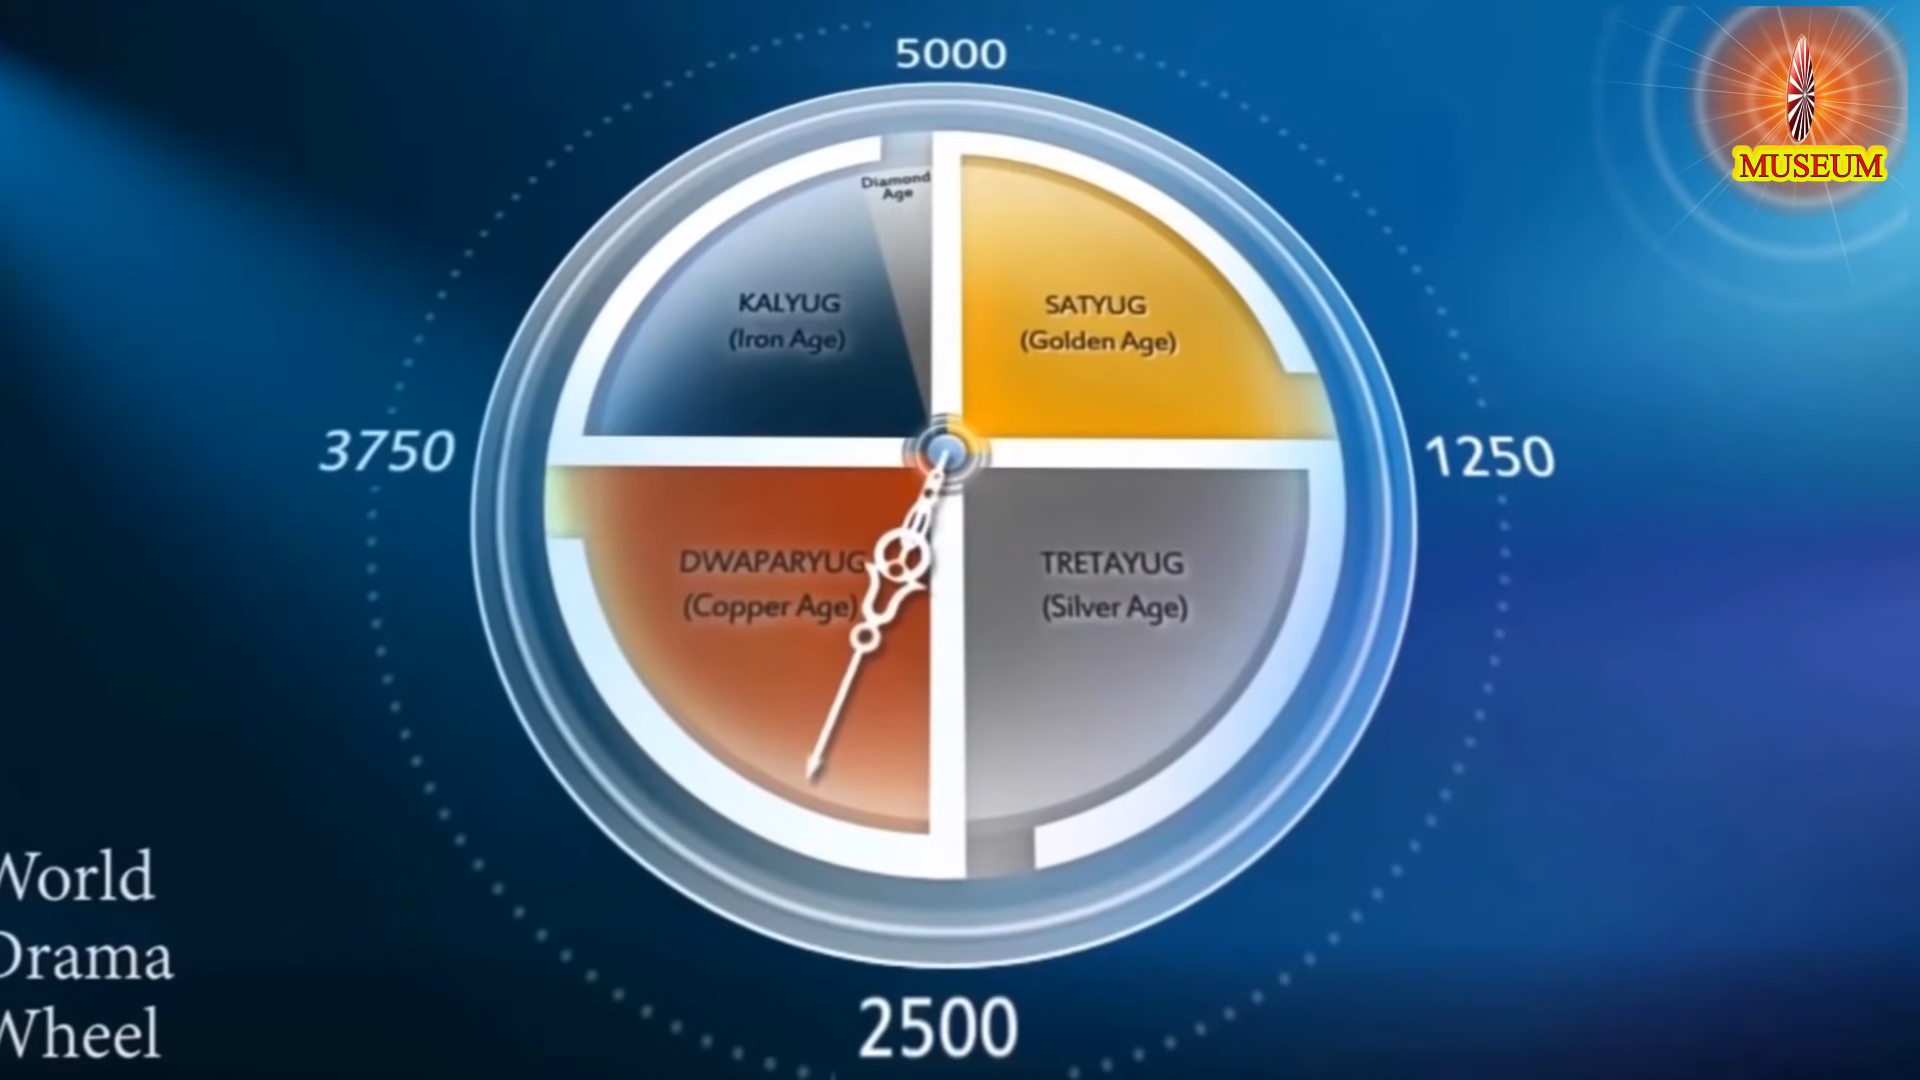 5000
MUSEUM
Diamond
Age
KALYUG
(Iron Age)
SATYUG
(Golden Age)
3750
1250
DWAPARYUG
(Copper Age)
TRETAYUG
(Silver Age)
World
Drama
Wheel
2500